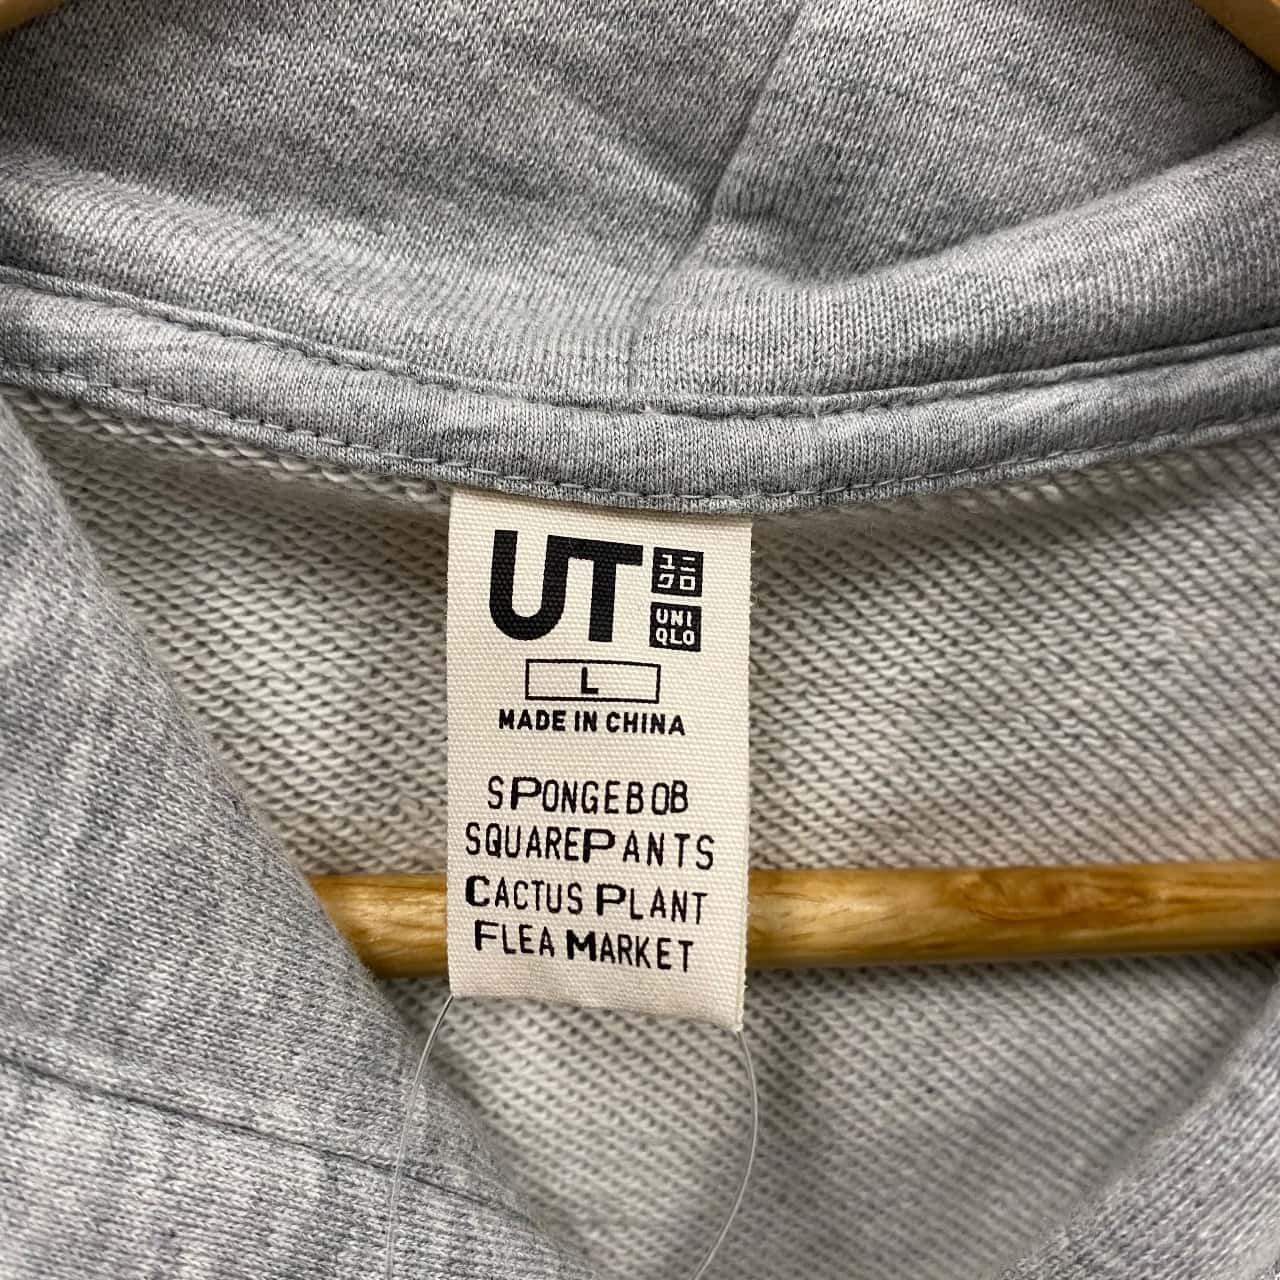 UT
ユニ
クロ
UNI
QLO
L
MADE IN CHINA
SPONGEBOB
SQUAREPANTS
CACTUS PLANT
FLEA MARKET